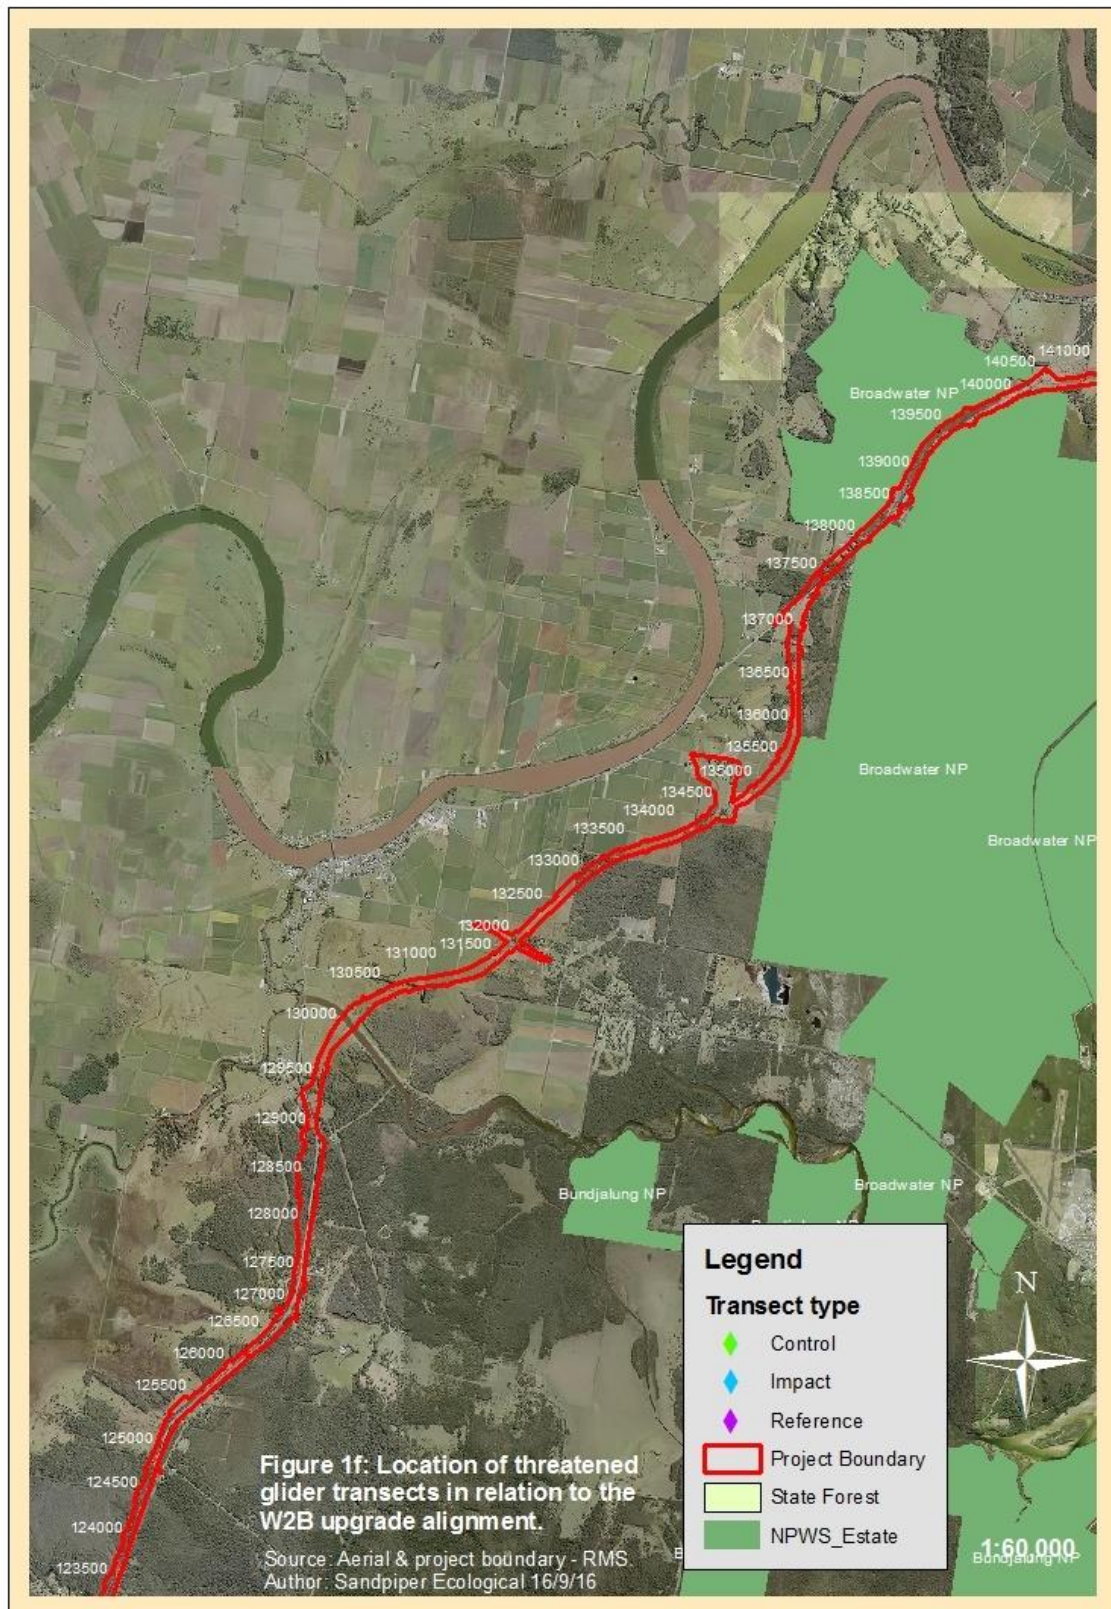 141000
140500
140000
Broadwater NP
139500
139000
138500
138000
137500
137000
136500
136000
135500
135000
134500
134000
133500
133000
132500
132000
131500
131000
130500
130000
129500
129000
128500
128000
127500
127000
126500
126000
125500
125000
124500
124000
123500
Broadwater NP
Broadwater NP
Bundjalung NP
Broadwater NP
Legend
Transect type
Control
Impact
Reference
Project Boundary
State Forest
NPWS_Estate
N
1:60,000
Bundjalung NP
Figure 1f: Location of threatened
glider transects in relation to the
W2B upgrade alignment.
Source: Aerial & project boundary - RMS.
Author: Sandpiper Ecological 16/9/16